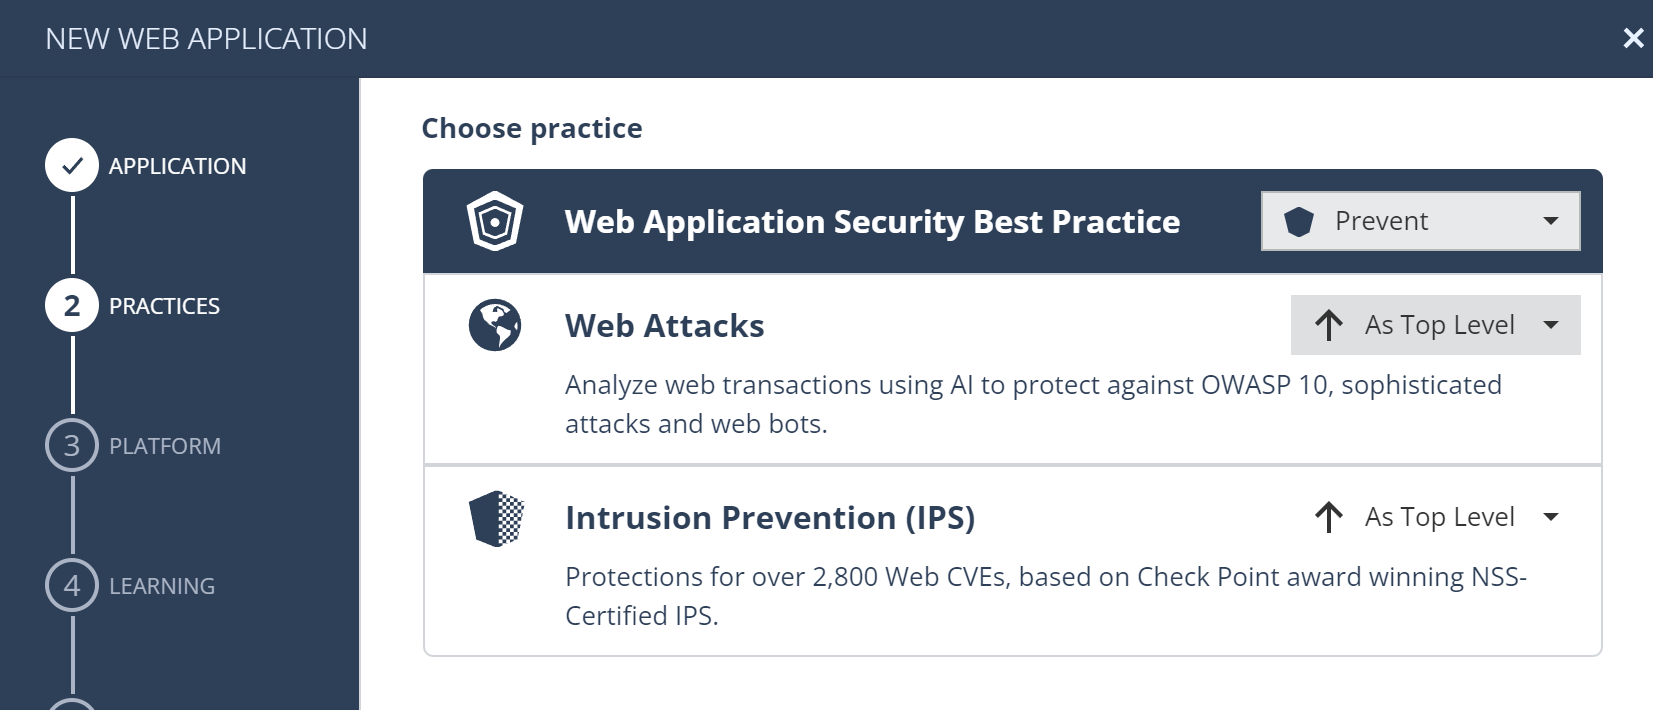 NEW WEB APPLICATION
APPLICATION
2 PRACTICES
3 PLATFORM
4 LEARNING
Choose practice
Web Application Security Best Practice Prevent
Web Attacks As Top Level
Analyze web transactions using AI to protect against OWASP 10, sophisticated
attacks and web bots.
Intrusion Prevention (IPS) As Top Level
Protections for over 2,800 Web CVEs, based on Check Point award winning NSS-
Certified IPS.